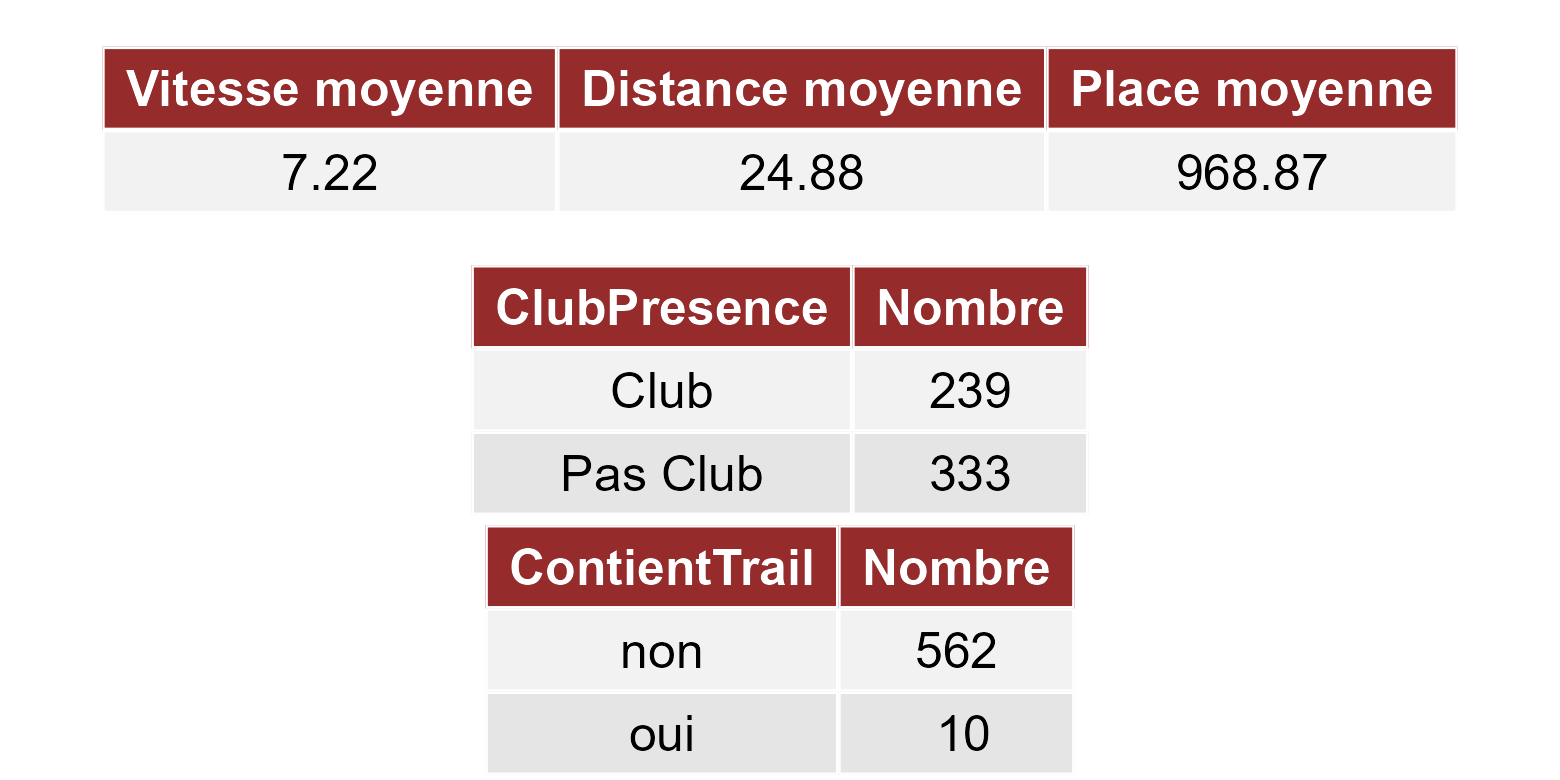 Vitesse moyenne Distance moyenne Place moyenne
7.22 24.88 968.87
ClubPresence Nombre
Club 239
Pas Club 333
ContientTrail Nombre
non 562
oui 10